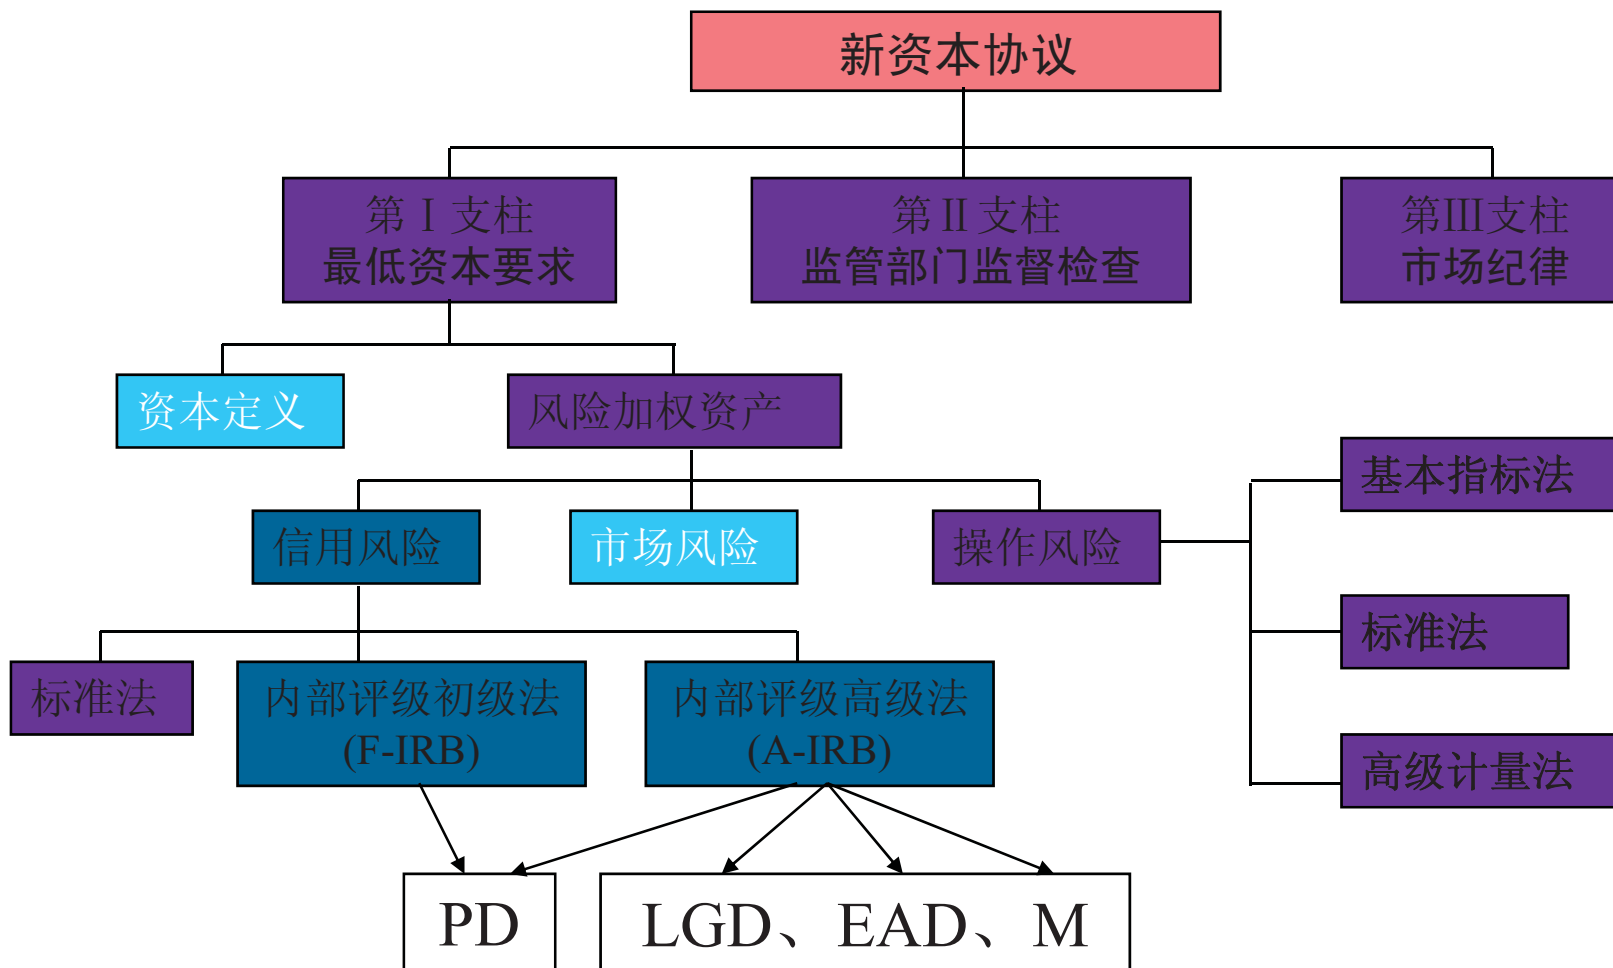 新资本协议
第 I 支柱
最低资本要求
第 II 支柱
监管部门监督检查
第III支柱
市场纪律
资本定义
风险加权资产
基本指标法
信用风险
市场风险
操作风险
标准法
标准法
内部评级初级法
(F-IRB)
内部评级高级法
(A-IRB)
高级计量法
PD
LGD、EAD、M